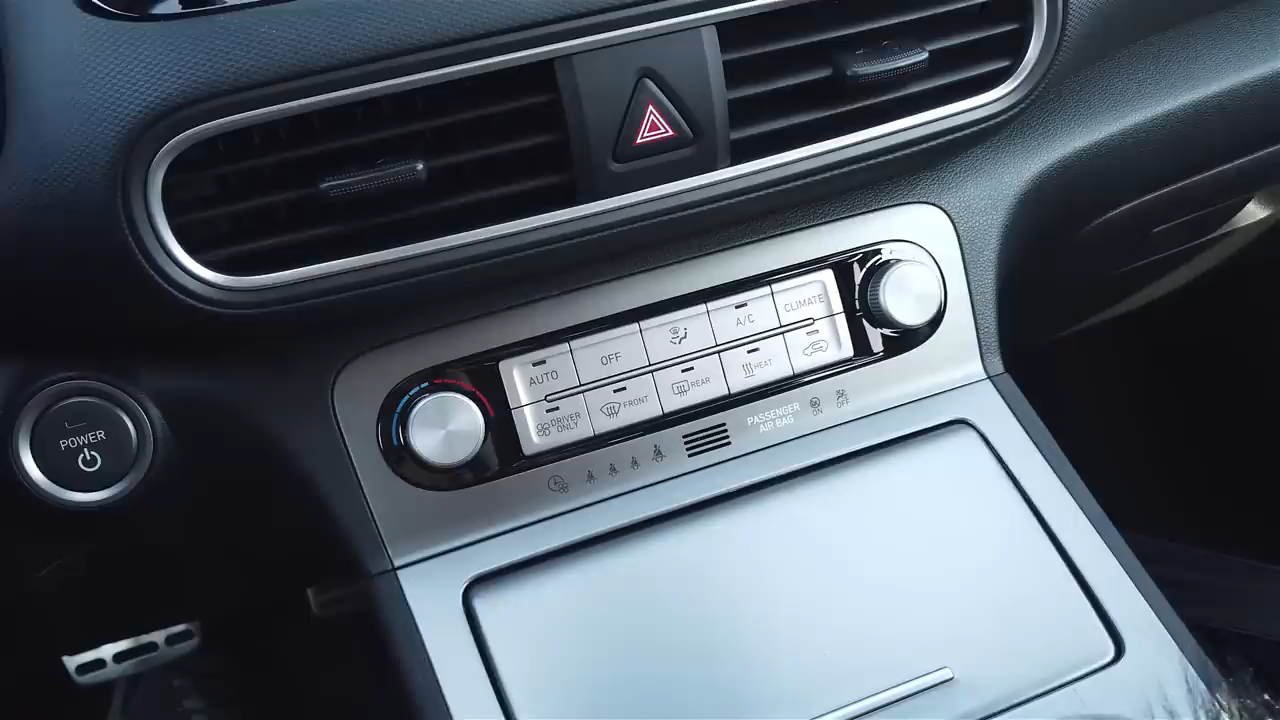 AUTO
OFF
A/C
CLIMATE
DRIVER
ONLY
FRONT
REAR
HEAT
POWER
PASSENGER
AIR BAG
ON
OFF